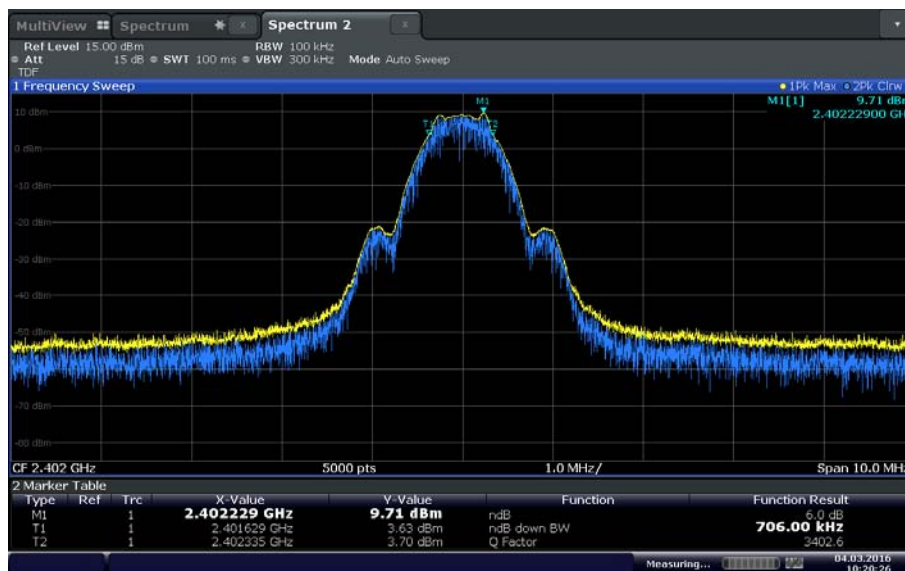 MultiView Spectrum x Spectrum 2 x
Ref Level 15.00 dBm RBW 100 kHz
Att 15 dB SWT 100 ms VBW 300 kHz Mode Auto Sweep
TDF
1 Frequency Sweep 1Pk Max 2Pk Clrw
M1[1] 9.71 dBm
2.40222900 GH
10 dBm
M1
T1 T2
0 dBm
-10 dBm
-20 dBm
-30 dBm
-40 dBm
-50 dBm
-70 dBm
-80 dBm
CF 2.402 GHz 5000 pts 1.0 MHz/ Span 10.0 MH
2 Marker Table
Type Ref Trc X-Value Y-Value Function Function Result
M1 1 2.402229 GHz 9.71 dBm ndB 6.0 dB
T1 1 2.401629 GHz 3.63 dBm ndB down BW 706.00 kHz
T2 1 2.402335 GHz 3.70 dBm Q Factor 3402.6
Measuring... 04.03.2016
10:20:26